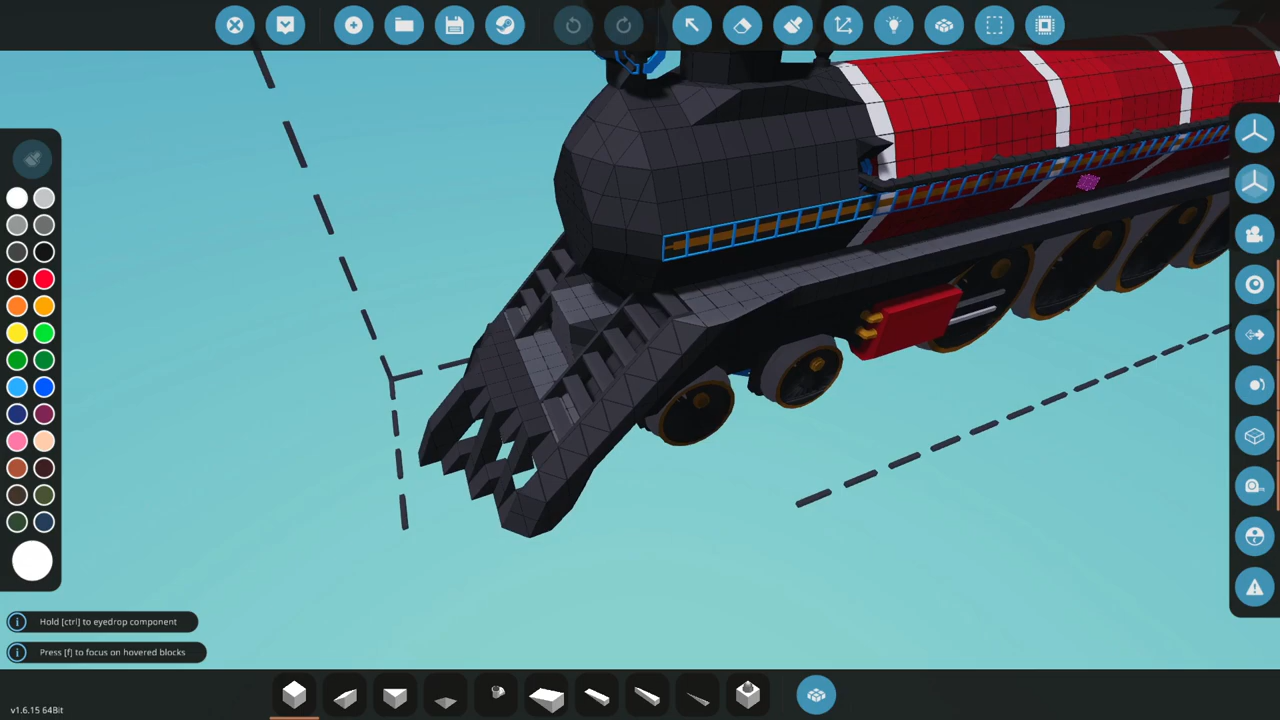 Hold [ctrl] to eyedrop component
Press [f] to focus on hovered blocks
v1.6.15 64Bit